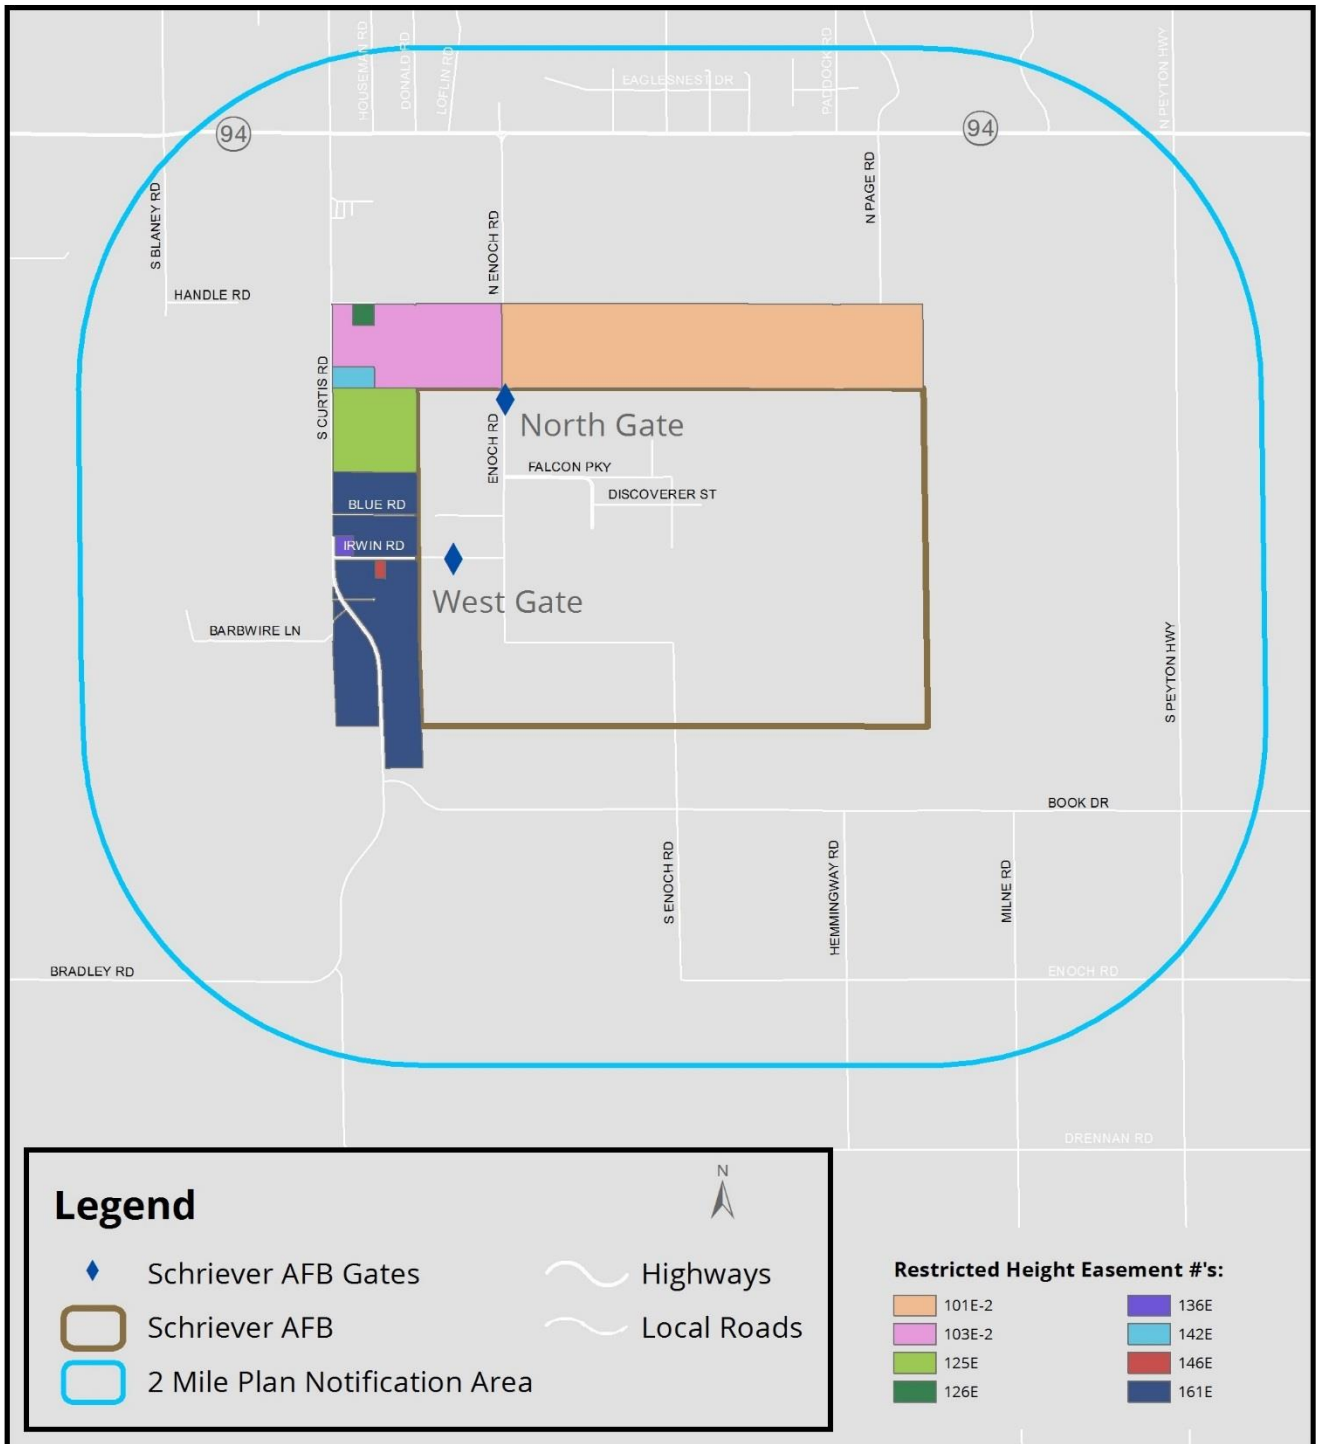 HOUSEMAN RD
DONALD RD
LOFLIN RD
EAGLESNEST DR
PADDOCK RD
N PEYTON HWY
94
94
S BLANEY RD
N ENOCH RD
N PAGE RD
HANDLE RD
S CURTIS RD
ENOCH RD
North Gate
FALCON PKY
DISCOVERER ST
BLUE RD
IRWIN RD
West Gate
BARBWIRE LN
S PEYTON HWY
BOOK DR
S ENOCH RD
HEMMINGWAY RD
MILNE RD
BRADLEY RD
ENOCH RD
DRENNAN RD
Legend
N
Schriever AFB Gates
Highways
Schriever AFB
Local Roads
2 Mile Plan Notification Area
Restricted Height Easement #'s:
101E-2
136E
103E-2
142E
125E
146E
126E
161E